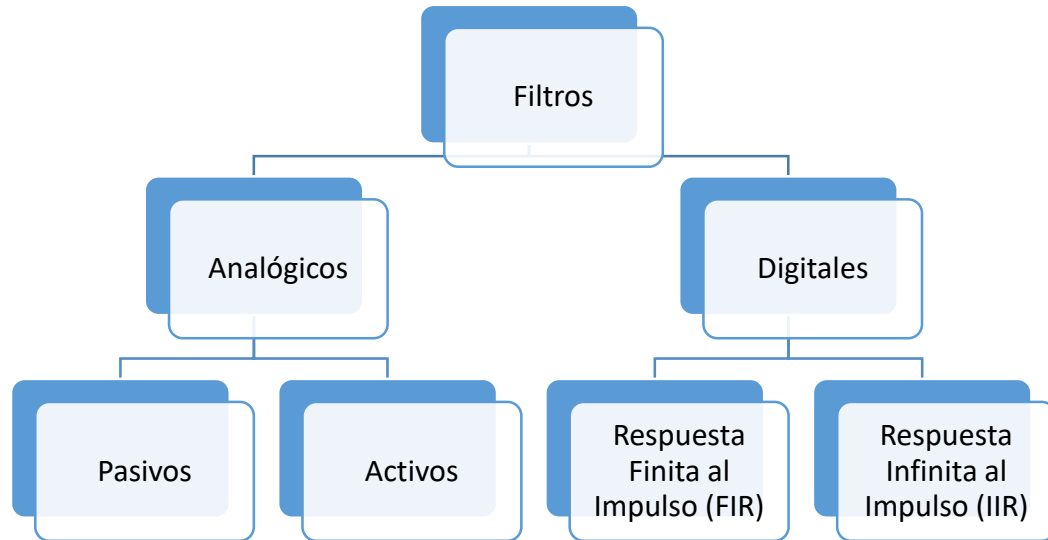 Filtros
Analógicos
Digitales
Pasivos
Activos
Respuesta
Finita al
Impulso (FIR)
Respuesta
Infinita al
Impulso (IIR)